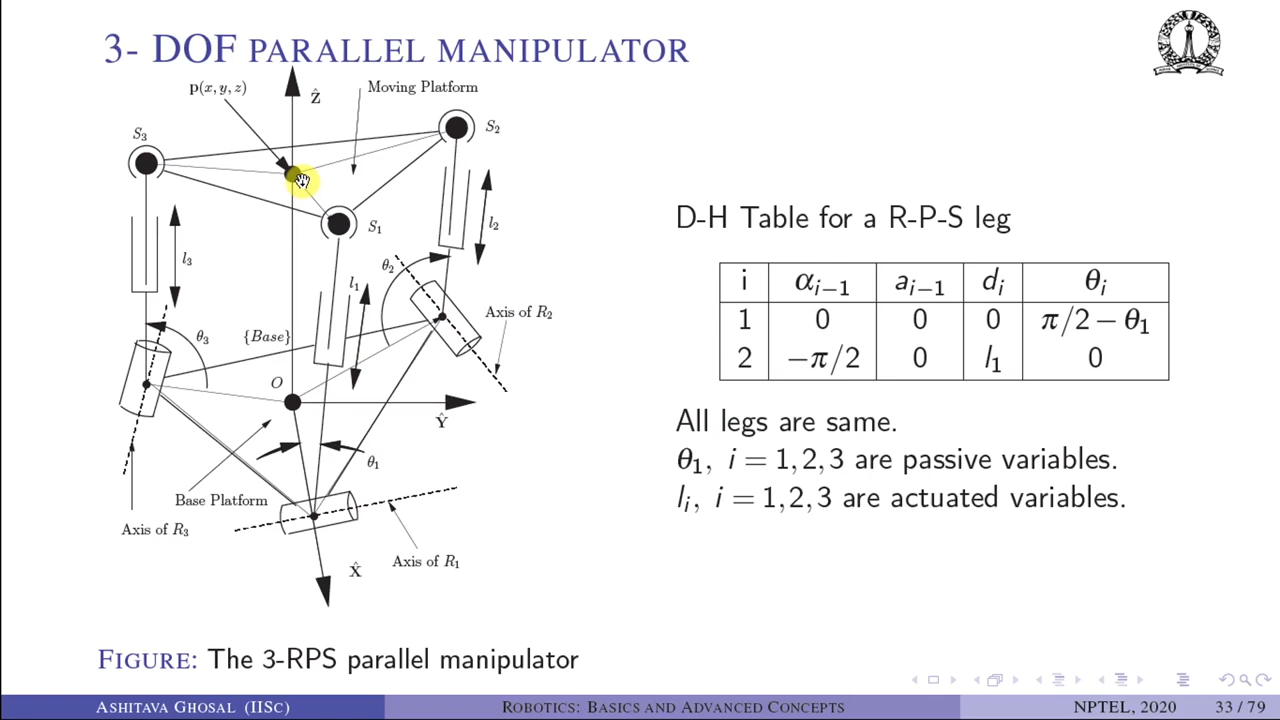 3- DOF PARALLEL MANIPULATOR
p(x, y, z)
Ẑ
Moving Platform
S₃
S₂
S₁
l₃
l₂
l₁
θ₂
θ₃
{Base}
Axis of R₂
O
Ŷ
θ₁
Base Platform
Axis of R₃
Axis of R₁
X̂
FIGURE: The 3-RPS parallel manipulator
D-H Table for a R-P-S leg
i αᵢ₋₁ aᵢ₋₁ dᵢ θᵢ
1 0 0 0 π/2 − θ₁
2 −π/2 0 l₁ 0
All legs are same.
θ₁, i = 1,2,3 are passive variables.
lᵢ, i = 1,2,3 are actuated variables.
ASHITAVA GHOSAL (IISC) ROBOTICS: BASICS AND ADVANCED CONCEPTS NPTEL, 2020 33 / 79